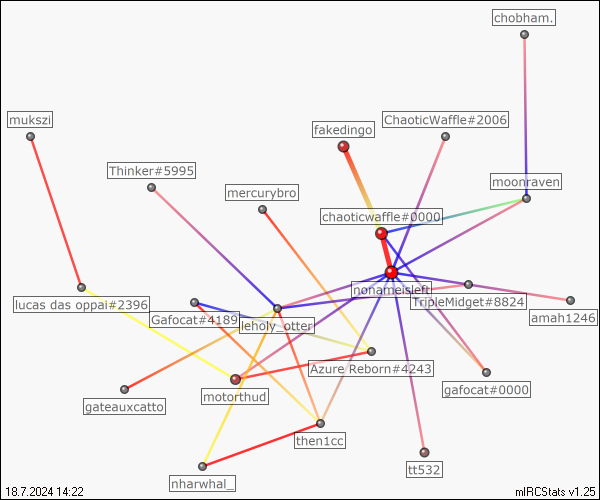 chobham.
mukszi
ChaoticWaffle#2006
fakedingo
Thinker#5995
moonraven
mercurybro
chaoticwaffle#0000
nonameisleft
TripleMidget#8824
lucas das oppai#2396
Gafocat#4189
leholy_otter
amah1246
Azure Reborn#4243
gafocat#0000
motorthud
gateauxcatto
then1cc
tt532
nharwhal_
18.7.2024 14:22
mIRCStats v1.25